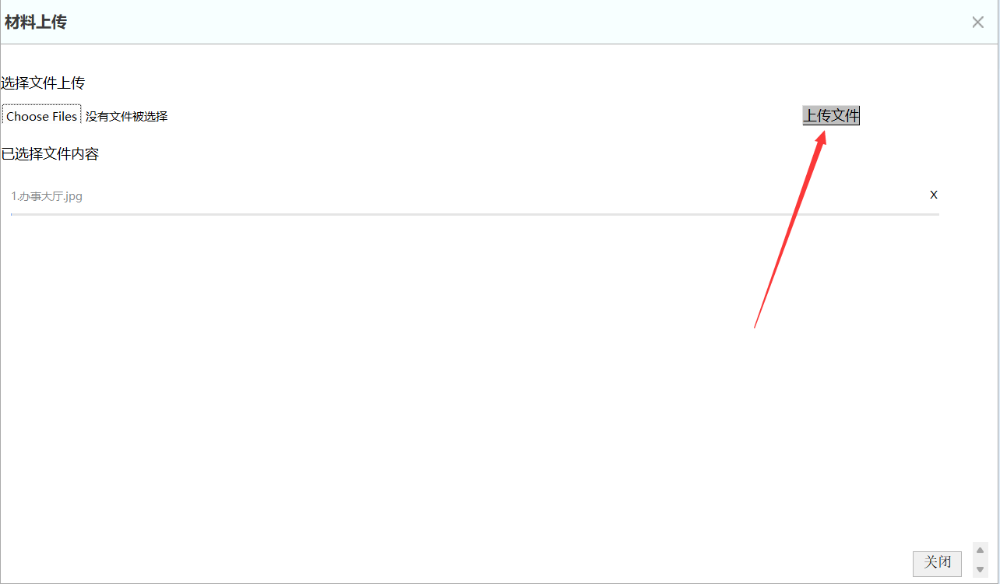 材料上传
选择文件上传
Choose Files 没有文件被选择 上传文件
已选择文件内容
1.办事大厅.jpg X
关闭